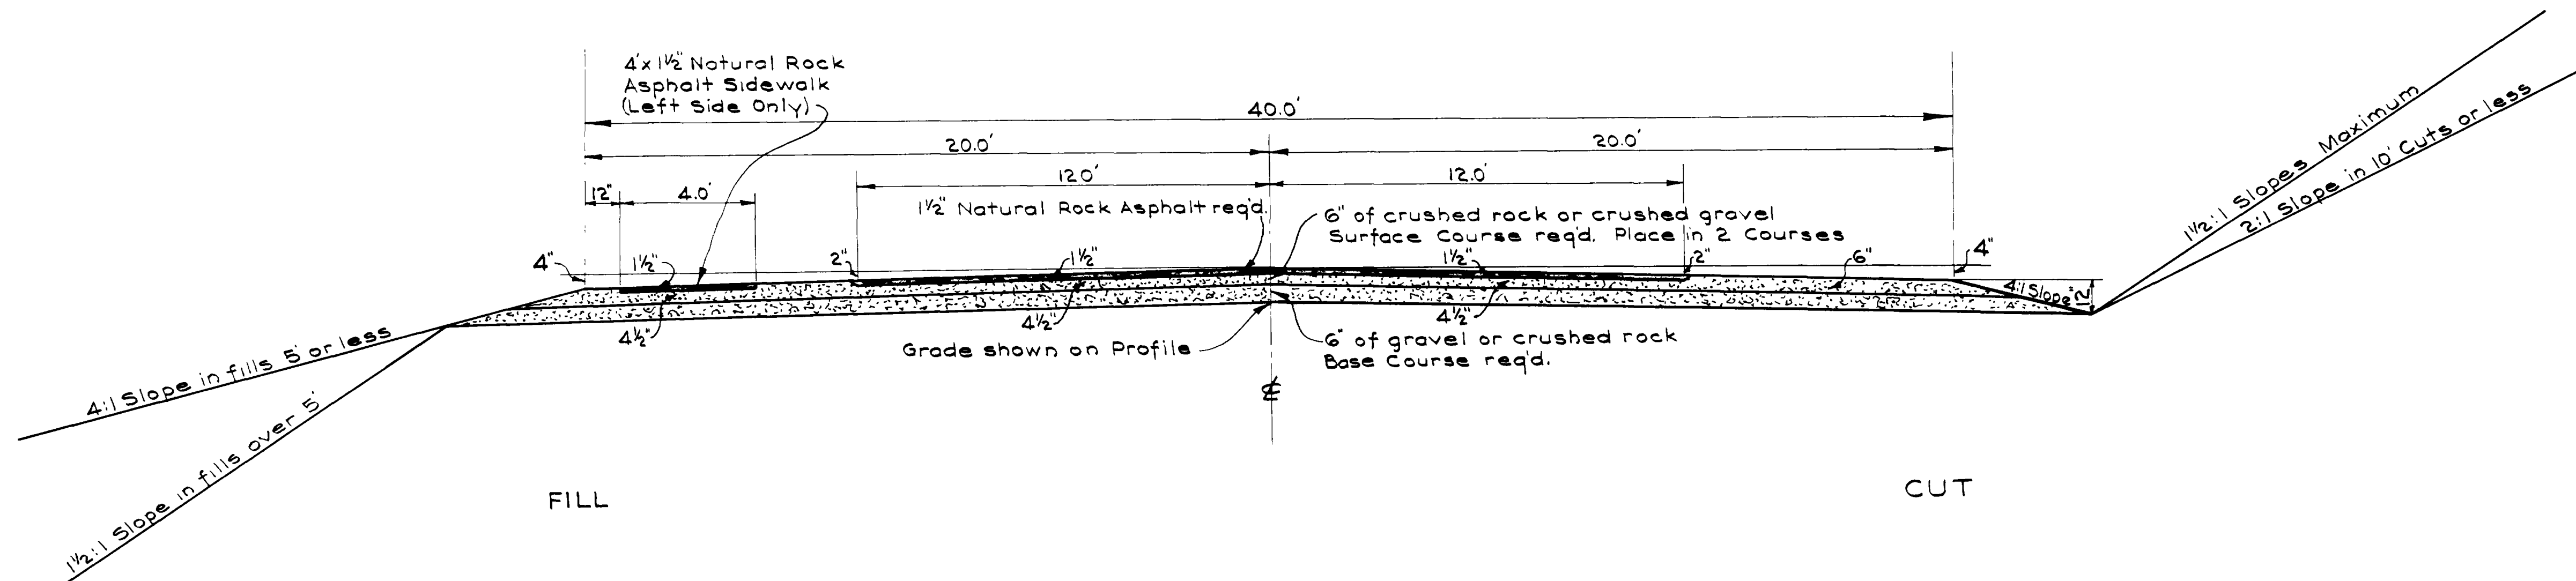 4'x1½" Natural Rock
Asphalt Sidewalk
(Left Side Only)
40.0'
20.0'
20.0'
12.0'
12.0'
12"
4.0'
1½" Natural Rock Asphalt req'd.
6" of crushed rock or crushed gravel
Surface Course req'd. Place in 2 Courses
4"
1½"
2"
1½"
1½"
2"
6"
4"
4:1 Slope
12"
4½"
4½"
4½"
Grade shown on Profile
6" of gravel or crushed rock
Base Course req'd.
℄
4:1 Slope in fills 5' or less
1½:1 Slope in fills over 5'
1½:1 Slopes Maximum
2:1 Slope in 10' Cuts or less
FILL
CUT